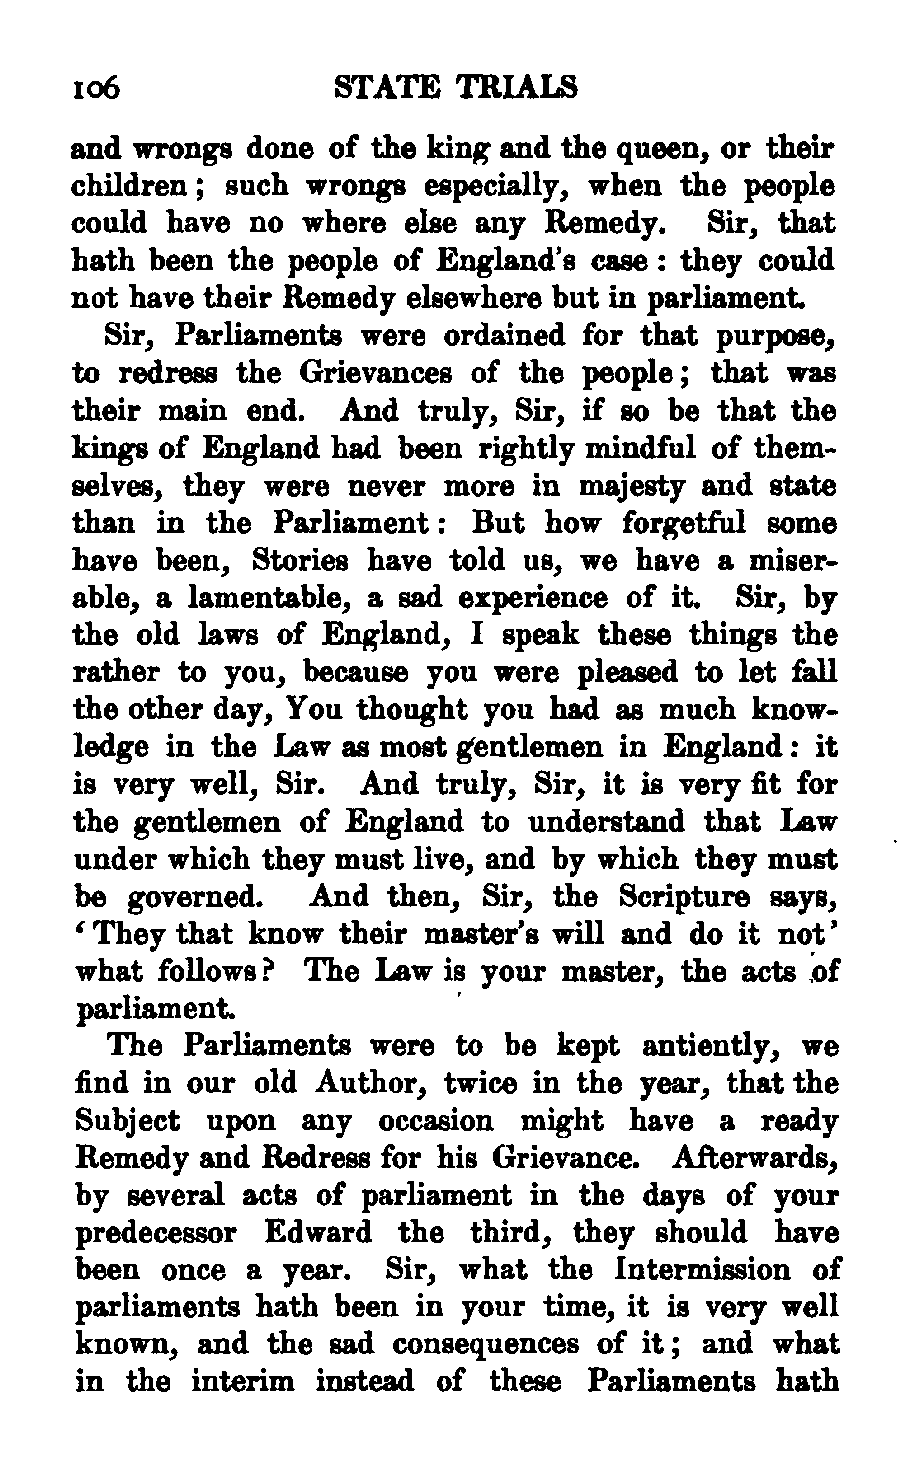 106 STATE TRIALS
and wrongs done of the king and the queen, or their
children ; such wrongs especially, when the people
could have no where else any Remedy. Sir, that
hath been the people of England's case : they could
not have their Remedy elsewhere but in parliament.
Sir, Parliaments were ordained for that purpose,
to redress the Grievances of the people ; that was
their main end. And truly, Sir, if so be that the
kings of England had been rightly mindful of them-
selves, they were never more in majesty and state
than in the Parliament : But how forgetful some
have been, Stories have told us, we have a miser-
able, a lamentable, a sad experience of it. Sir, by
the old laws of England, I speak these things the
rather to you, because you were pleased to let fall
the other day, You thought you had as much know-
ledge in the Law as most gentlemen in England : it
is very well, Sir. And truly, Sir, it is very fit for
the gentlemen of England to understand that Law
under which they must live, and by which they must
be governed. And then, Sir, the Scripture says,
‘ They that know their master's will and do it not ’
what follows? The Law is your master, the acts of
parliament.
The Parliaments were to be kept antiently, we
find in our old Author, twice in the year, that the
Subject upon any occasion might have a ready
Remedy and Redress for his Grievance. Afterwards,
by several acts of parliament in the days of your
predecessor Edward the third, they should have
been once a year. Sir, what the Intermission of
parliaments hath been in your time, it is very well
known, and the sad consequences of it ; and what
in the interim instead of these Parliaments hath